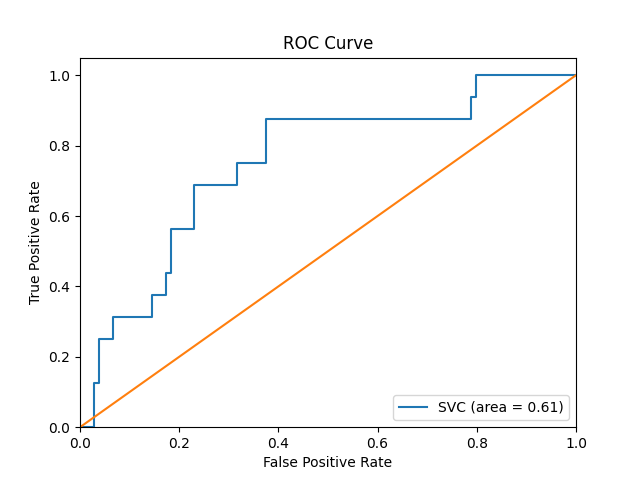 ROC Curve
True Positive Rate
1.0
0.8
0.6
0.4
0.2
0.0
SVC (area = 0.61)
0.0 0.2 0.4 0.6 0.8 1.0
False Positive Rate